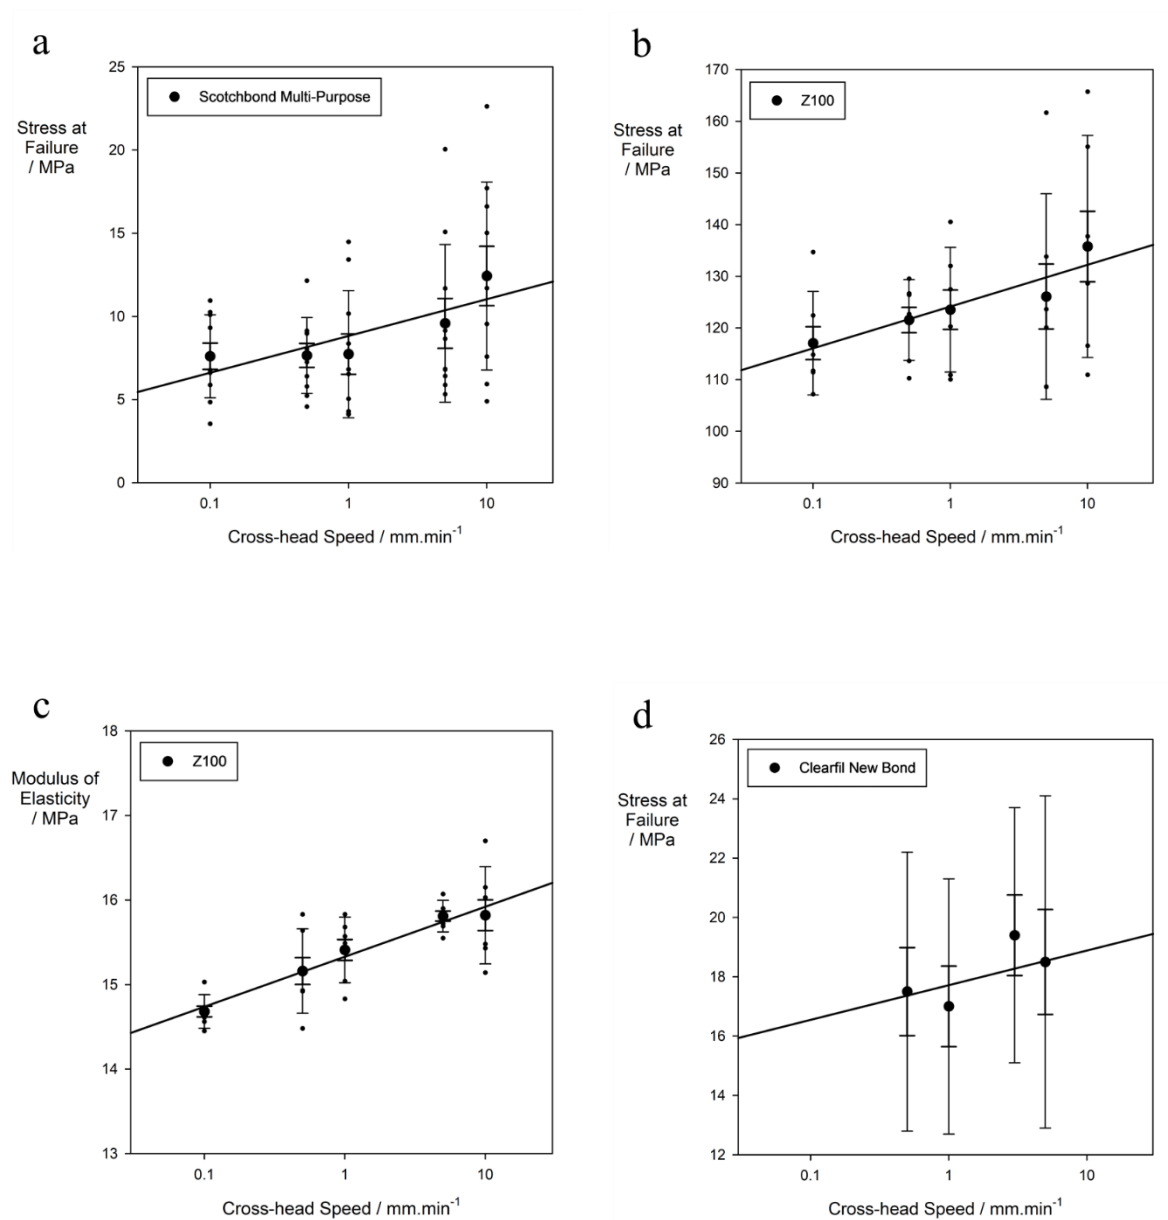 a
25
Scotchbond Multi-Purpose
Stress at
Failure
/ MPa
20
15
10
5
0
0.1
1
10
Cross-head Speed / mm.min-1
b
170
Z100
Stress at
Failure
/ MPa
160
150
140
130
120
110
100
90
0.1
1
10
Cross-head Speed / mm.min-1
c
18
Z100
Modulus of
Elasticity
/ MPa
17
16
15
14
13
0.1
1
10
Cross-head Speed / mm.min-1
d
26
Clearfil New Bond
Stress at
Failure
/ MPa
24
22
20
18
16
14
12
0.1
1
10
Cross-head Speed / mm.min-1